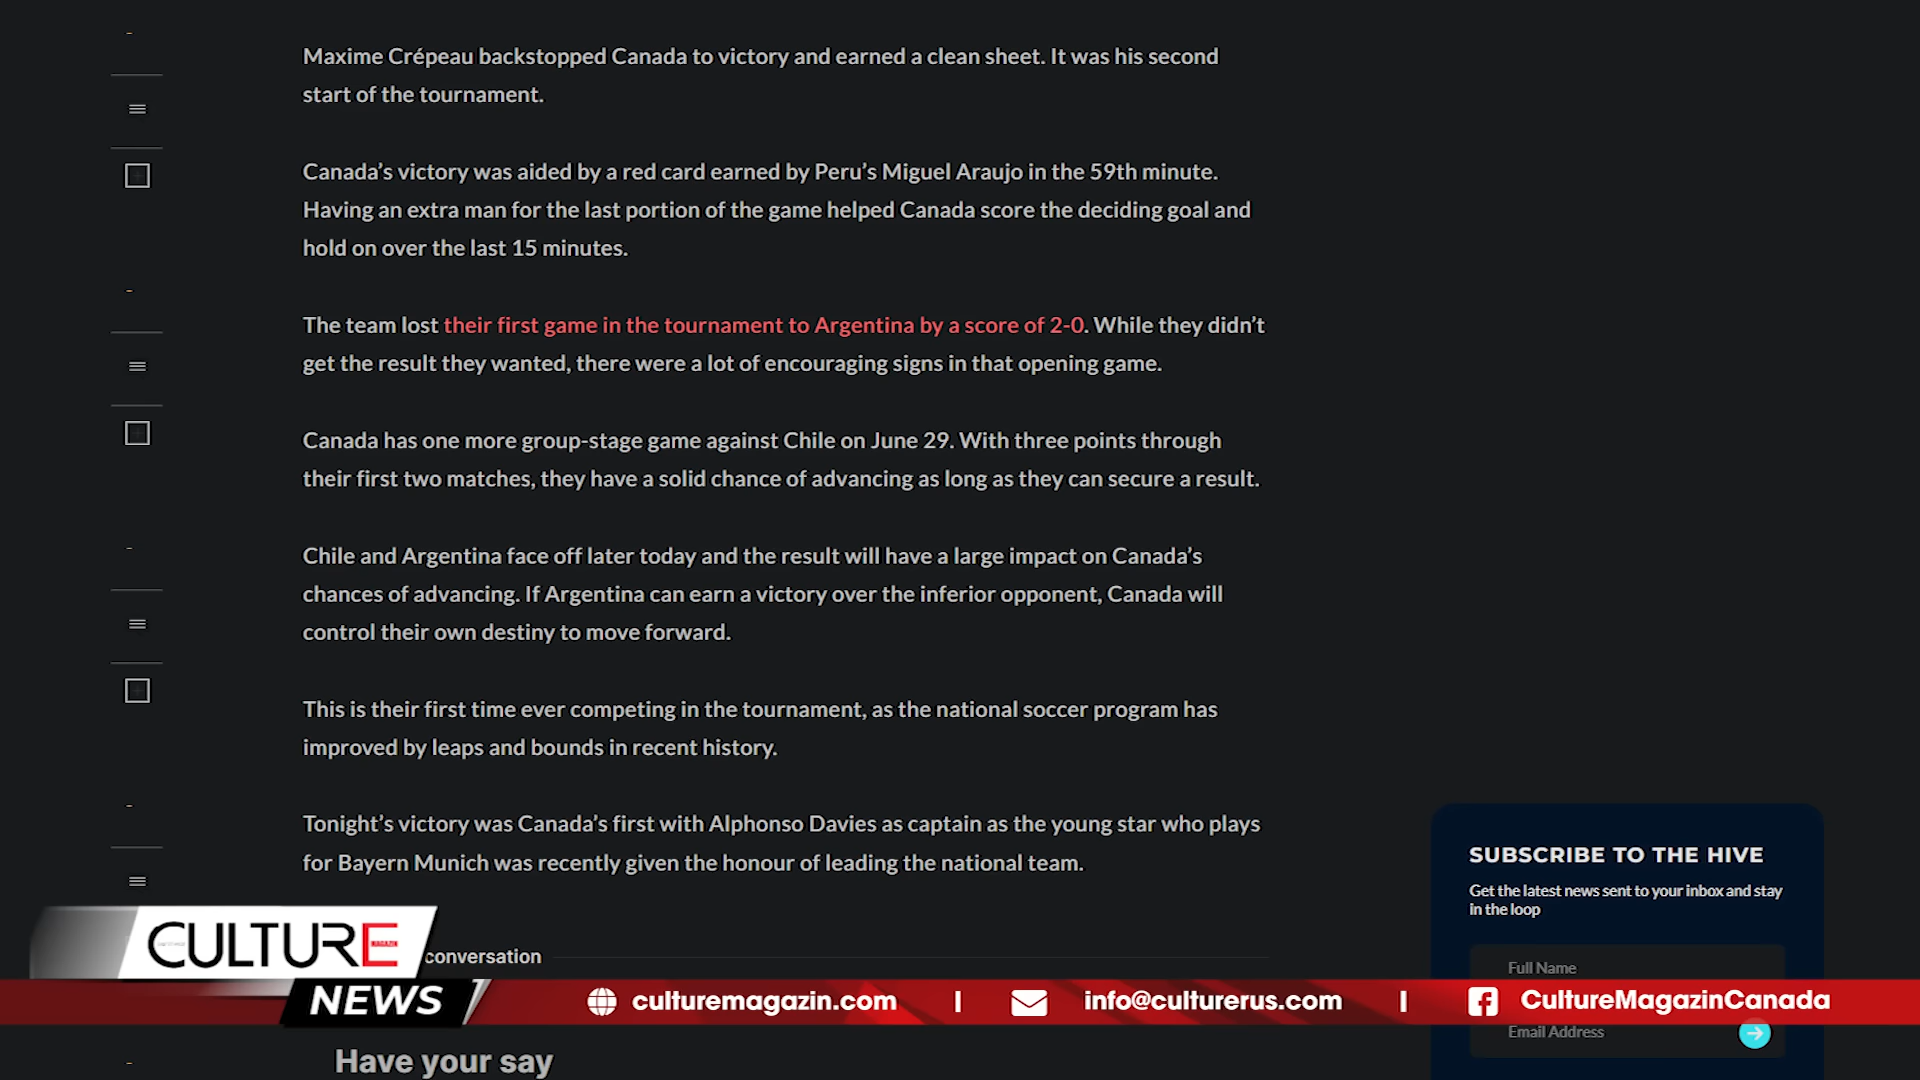 Maxime Crépeau backstopped Canada to victory and earned a clean sheet. It was his second
start of the tournament.
Canada’s victory was aided by a red card earned by Peru’s Miguel Araujo in the 59th minute.
Having an extra man for the last portion of the game helped Canada score the deciding goal and
hold on over the last 15 minutes.
The team lost their first game in the tournament to Argentina by a score of 2-0. While they didn’t
get the result they wanted, there were a lot of encouraging signs in that opening game.
Canada has one more group-stage game against Chile on June 29. With three points through
their first two matches, they have a solid chance of advancing as long as they can secure a result.
Chile and Argentina face off later today and the result will have a large impact on Canada’s
chances of advancing. If Argentina can earn a victory over the inferior opponent, Canada will
control their own destiny to move forward.
This is their first time ever competing in the tournament, as the national soccer program has
improved by leaps and bounds in recent history.
Tonight’s victory was Canada’s first with Alphonso Davies as captain as the young star who plays
for Bayern Munich was recently given the honour of leading the national team.
SUBSCRIBE TO THE HIVE
Get the latest news sent to your inbox and stay
in the loop
Full Name
Email Address
conversation
Have your say
CULTURE
MAGAZIN
NEWS
culturemagazin.com | info@culturerus.com | CultureMagazinCanada